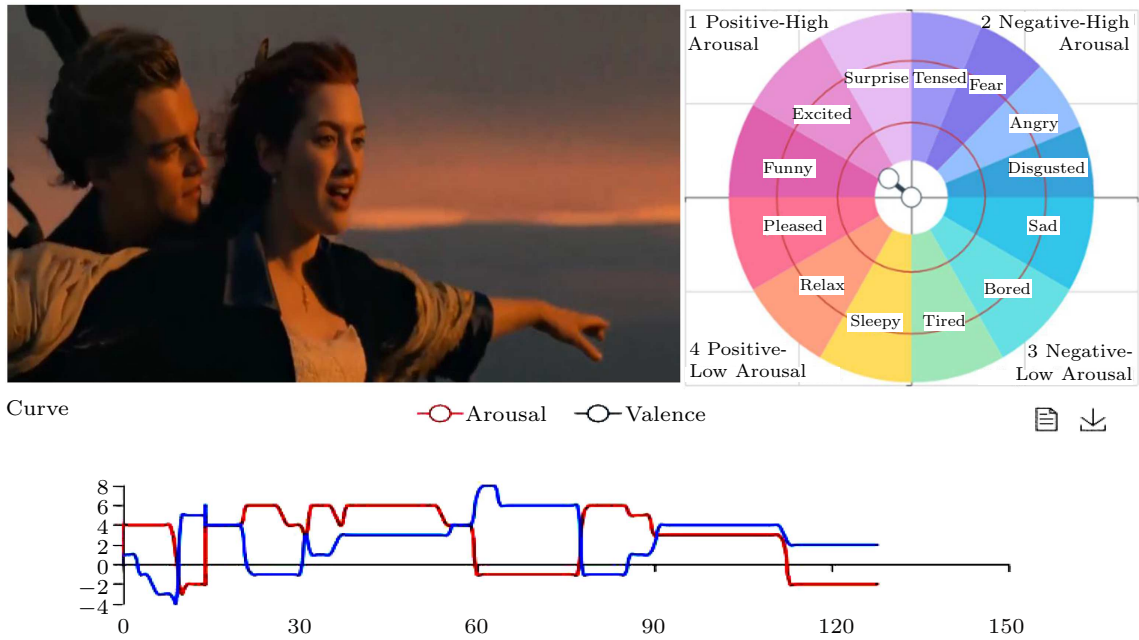 1 Positive-High
Arousal
2 Negative-High
Arousal
Surprise
Tensed
Fear
Excited
Angry
Funny
Disgusted
Pleased
Sad
Relax
Bored
Sleepy
Tired
4 Positive-
Low Arousal
3 Negative-
Low Arousal
Curve
Arousal
Valence
8
6
4
2
0
−2
−4
0
30
60
90
120
150